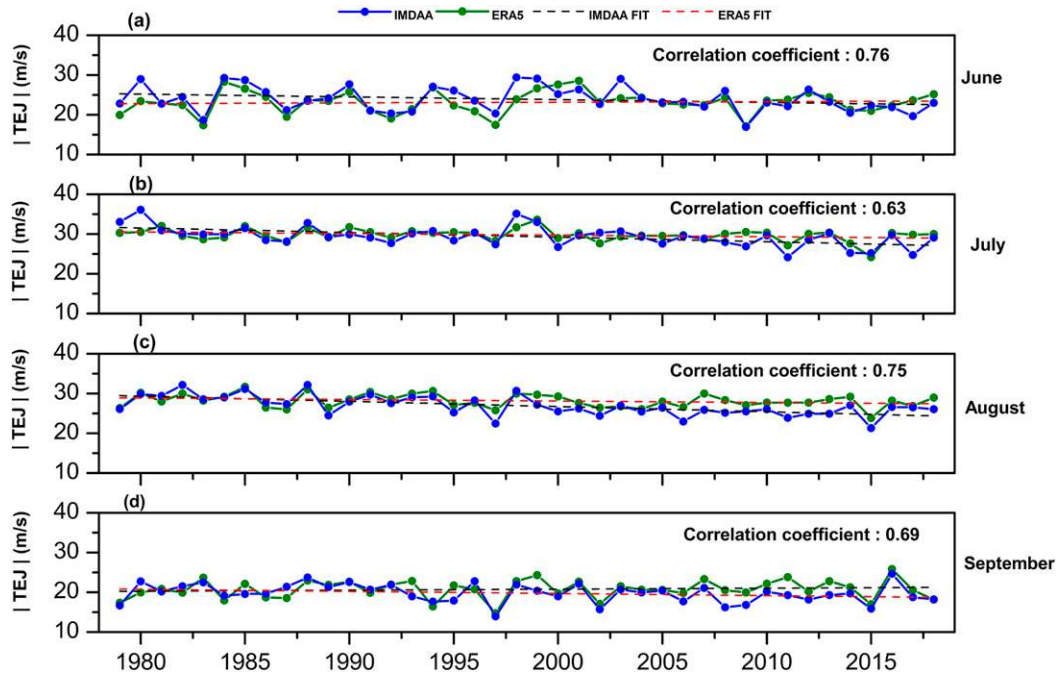 IMDAA ERA5 IMDAA FIT ERA5 FIT
(a)
Correlation coefficient : 0.76
June
| TEJ | (m/s)
40
30
20
10
(b)
Correlation coefficient : 0.63
July
| TEJ | (m/s)
40
30
20
10
(c)
Correlation coefficient : 0.75
August
| TEJ | (m/s)
40
30
20
10
(d)
Correlation coefficient : 0.69
September
| TEJ | (m/s)
40
30
20
10
1980 1985 1990 1995 2000 2005 2010 2015